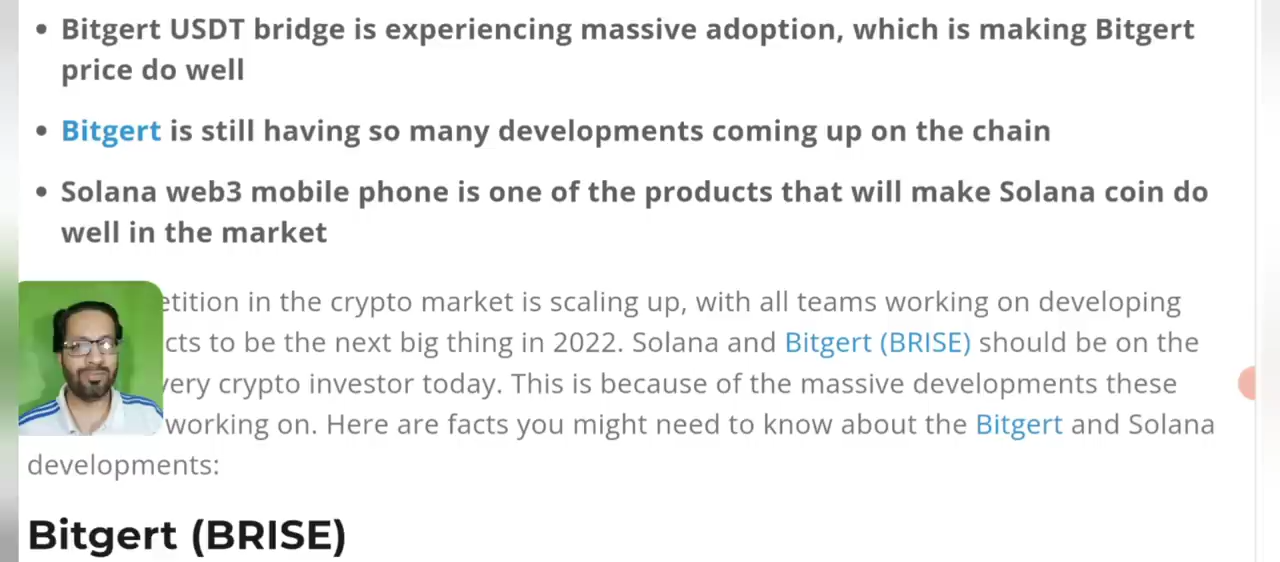 • Bitgert USDT bridge is experiencing massive adoption, which is making Bitgert
price do well
• Bitgert is still having so many developments coming up on the chain
• Solana web3 mobile phone is one of the products that will make Solana coin do
well in the market
in the crypto market is scaling up, with all teams working on developing
to be the next big thing in 2022. Solana and Bitgert (BRISE) should be on the
crypto investor today. This is because of the massive developments these
working on. Here are facts you might need to know about the Bitgert and Solana
developments:
Bitgert (BRISE)